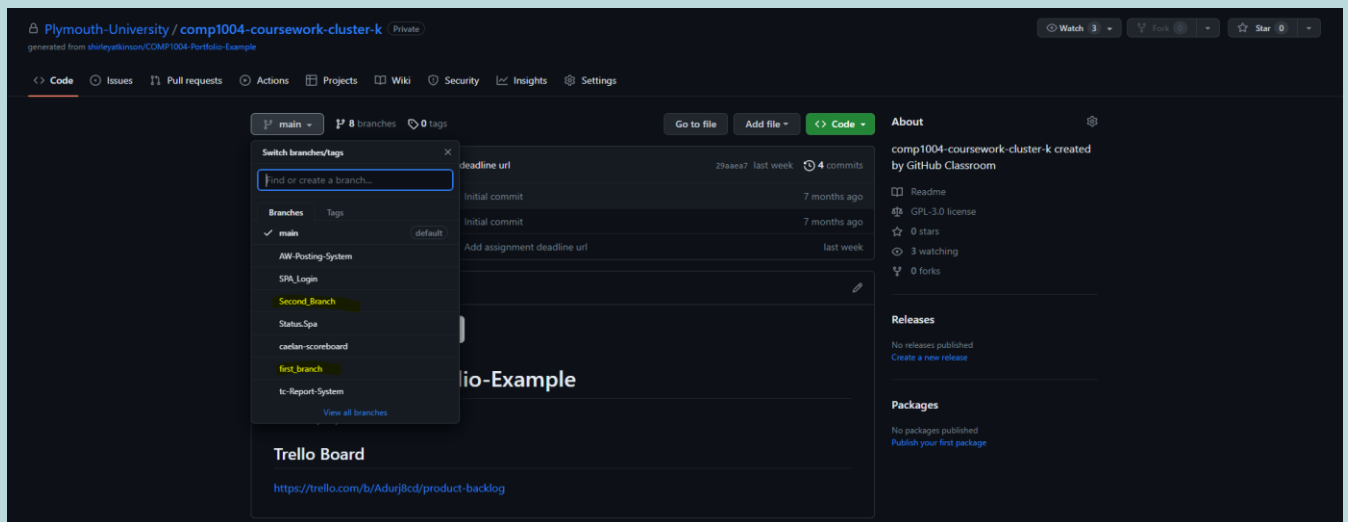 Plymouth-University / comp1004-coursework-cluster-k Private
Watch 3 Fork 0 Star 0
generated from shirleyatkinson/COMP1004-Portfolio-Example
Code Issues Pull requests Actions Projects Wiki Security Insights Settings
main 8 branches 0 tags Go to file Add file Code
Switch branches/tags
Find or create a branch...
Branches Tags
main default
AW-Posting-System
SPA_Login
Second_Branch
Status.Spa
caelan-scoreboard
first_branch
tc-Report-System
View all branches
deadline url 29aaea7 last week 4 commits
Initial commit 7 months ago
Initial commit 7 months ago
Add assignment deadline url last week
lio-Example
Trello Board
https://trello.com/b/Adurj8cd/product-backlog
About
comp1004-coursework-cluster-k created
by GitHub Classroom
Readme
GPL-3.0 license
0 stars
3 watching
0 forks
Releases
No releases published
Create a new release
Packages
No packages published
Publish your first package